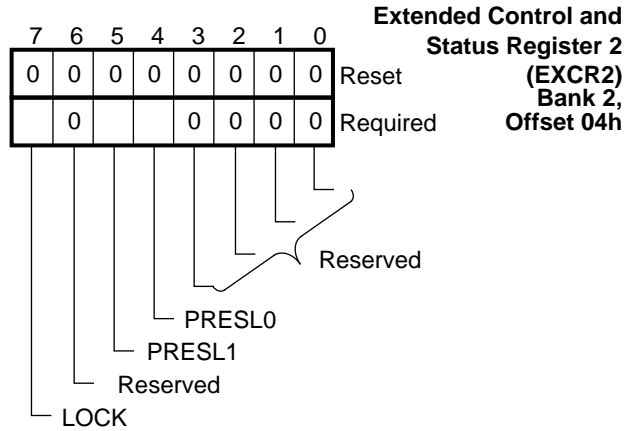 Extended Control and
Status Register 2
(EXCR2)
Bank 2,
Offset 04h
7 6 5 4 3 2 1 0
0 0 0 0 0 0 0 0 Reset
0 0 0 0 0 Required
Reserved
PRESL0
PRESL1
Reserved
LOCK